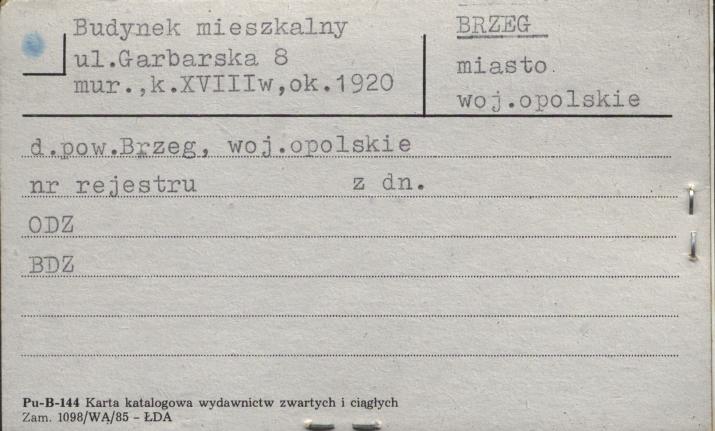 Budynek mieszkalny
ul.Garbarska 8
mur.,k.XVIIIw,ok.1920
BRZEG
miasto
woj.opolskie
d.pow.Brzeg, woj.opolskie
nr rejestru z dn.
ODZ
BDZ
Pu-B-144 Karta katalogowa wydawnictw zwartych i ciągłych
Zam. 1098/WA/85 - ŁDA